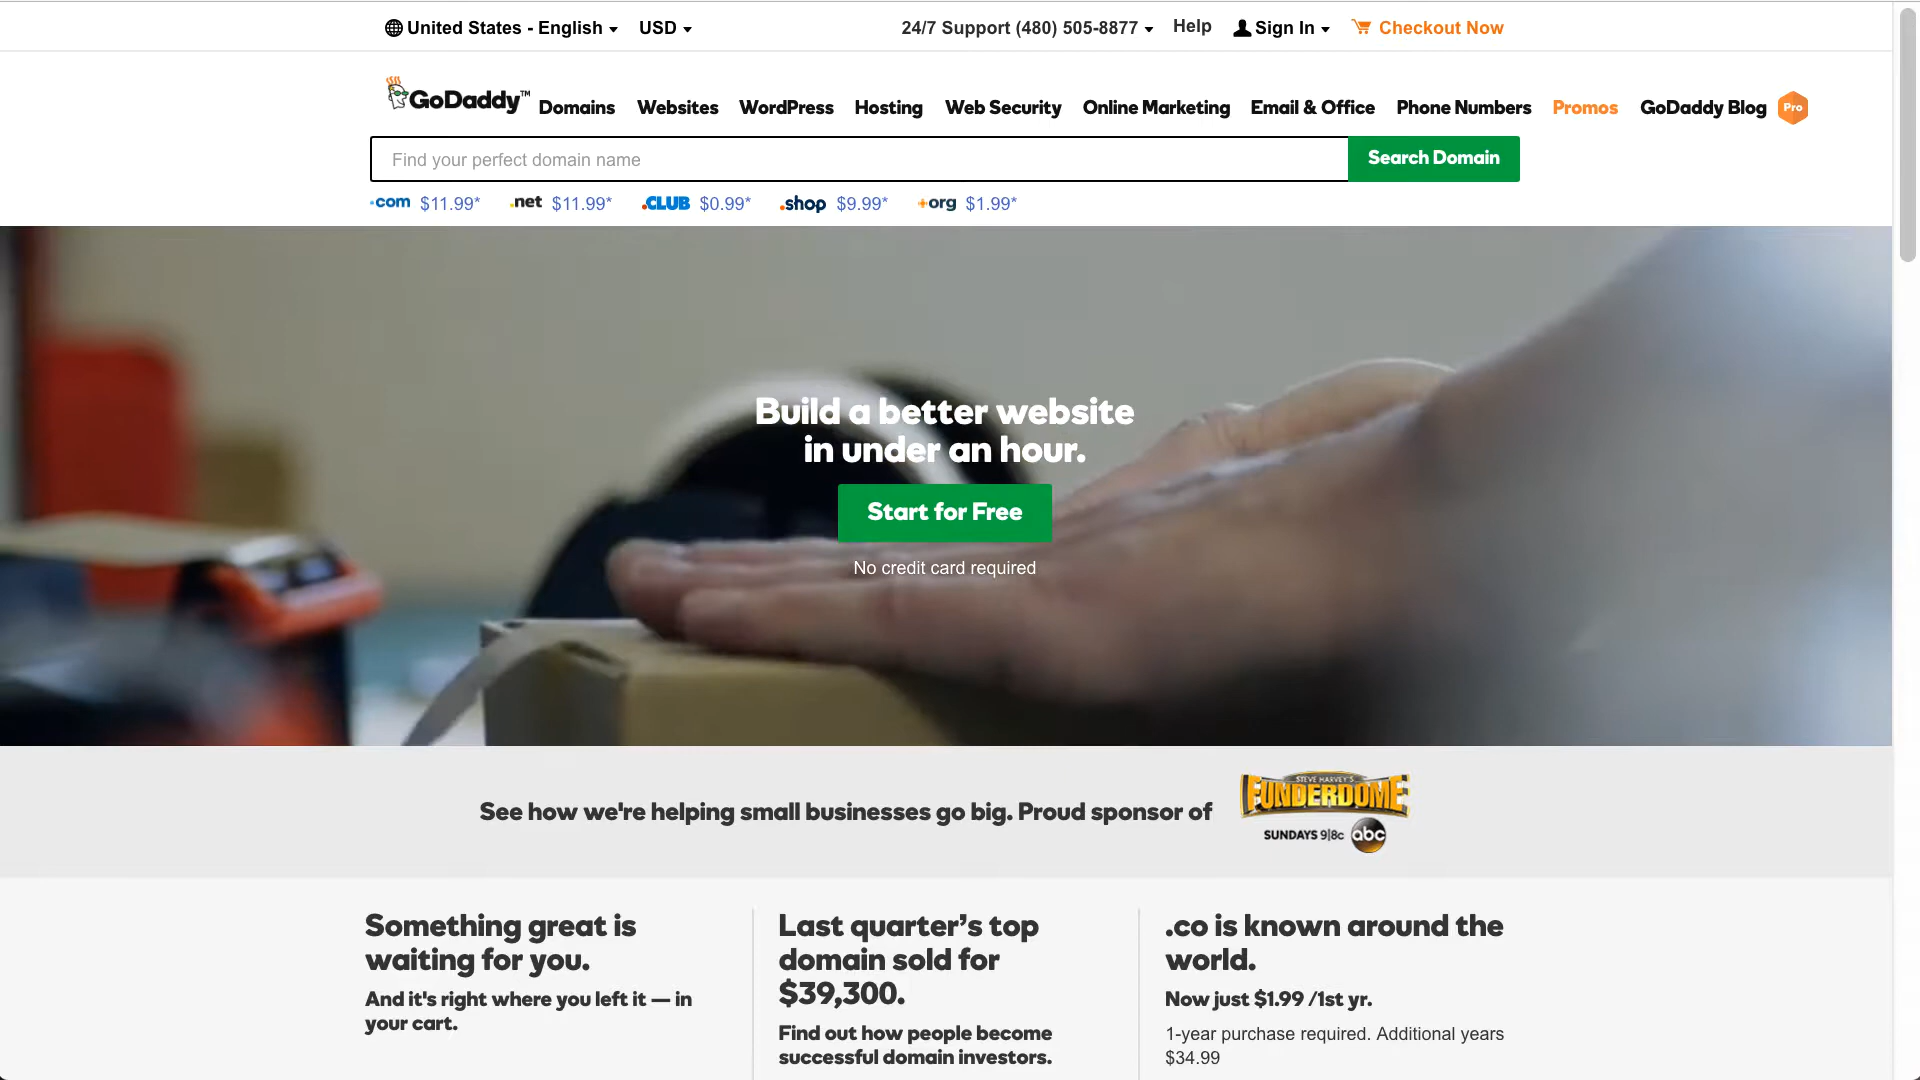 United States - English USD 24/7 Support (480) 505-8877 Help Sign In Checkout Now
GoDaddy™ Domains Websites WordPress Hosting Web Security Online Marketing Email & Office Phone Numbers Promos GoDaddy Blog Pro
Find your perfect domain name Search Domain
.com $11.99* .net $11.99* .CLUB $0.99* .shop $9.99* org $1.99*
Build a better website
in under an hour.
Start for Free
No credit card required
See how we're helping small businesses go big. Proud sponsor of
STEVE HARVEY'S
FUNDERDOME
SUNDAYS 9|8c abc
Something great is
waiting for you.
And it's right where you left it — in
your cart.
Last quarter’s top
domain sold for
$39,300.
Find out how people become
successful domain investors.
.co is known around the
world.
Now just $1.99 /1st yr.
1-year purchase required. Additional years
$34.99